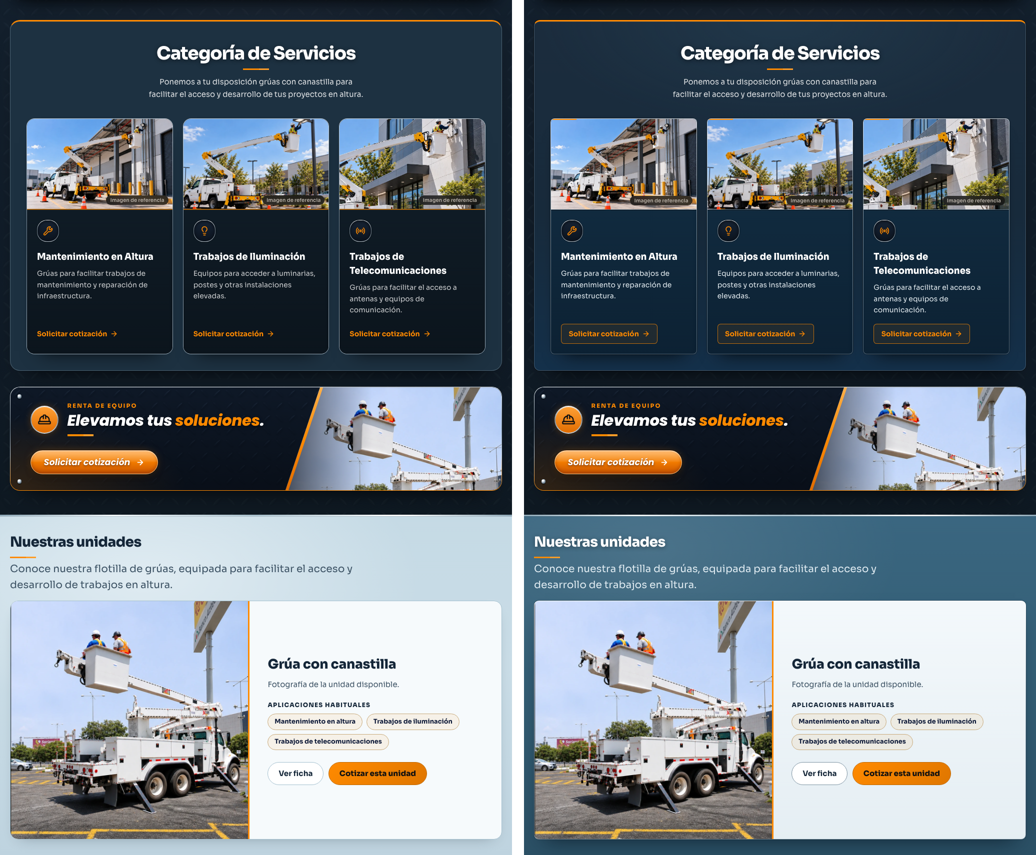 Categoría de Servicios
Ponemos a tu disposición grúas con canastilla para
facilitar el acceso y desarrollo de tus proyectos en altura.
Imagen de referencia
Imagen de referencia
Imagen de referencia
Mantenimiento en Altura
Grúas para facilitar trabajos de
mantenimiento y reparación de
infraestructura.
Solicitar cotización →
Trabajos de Iluminación
Equipos para acceder a luminarias,
postes y otras instalaciones
elevadas.
Solicitar cotización →
Trabajos de
Telecomunicaciones
Grúas para facilitar el acceso a
antenas y equipos de
comunicación.
Solicitar cotización →
RENTA DE EQUIPO
Elevamos tus soluciones.
Solicitar cotización →
Nuestras unidades
Conoce nuestra flotilla de grúas, equipada para facilitar el acceso y
desarrollo de trabajos en altura.
Grúa con canastilla
Fotografía de la unidad disponible.
APLICACIONES HABITUALES
Mantenimiento en altura
Trabajos de iluminación
Trabajos de telecomunicaciones
Ver ficha
Cotizar esta unidad
Categoría de Servicios
Ponemos a tu disposición grúas con canastilla para
facilitar el acceso y desarrollo de tus proyectos en altura.
Imagen de referencia
Imagen de referencia
Imagen de referencia
Mantenimiento en Altura
Grúas para facilitar trabajos de
mantenimiento y reparación de
infraestructura.
Solicitar cotización →
Trabajos de Iluminación
Equipos para acceder a luminarias,
postes y otras instalaciones
elevadas.
Solicitar cotización →
Trabajos de
Telecomunicaciones
Grúas para facilitar el acceso a
antenas y equipos de
comunicación.
Solicitar cotización →
RENTA DE EQUIPO
Elevamos tus soluciones.
Solicitar cotización →
Nuestras unidades
Conoce nuestra flotilla de grúas, equipada para facilitar el acceso y
desarrollo de trabajos en altura.
Grúa con canastilla
Fotografía de la unidad disponible.
APLICACIONES HABITUALES
Mantenimiento en altura
Trabajos de iluminación
Trabajos de telecomunicaciones
Ver ficha
Cotizar esta unidad